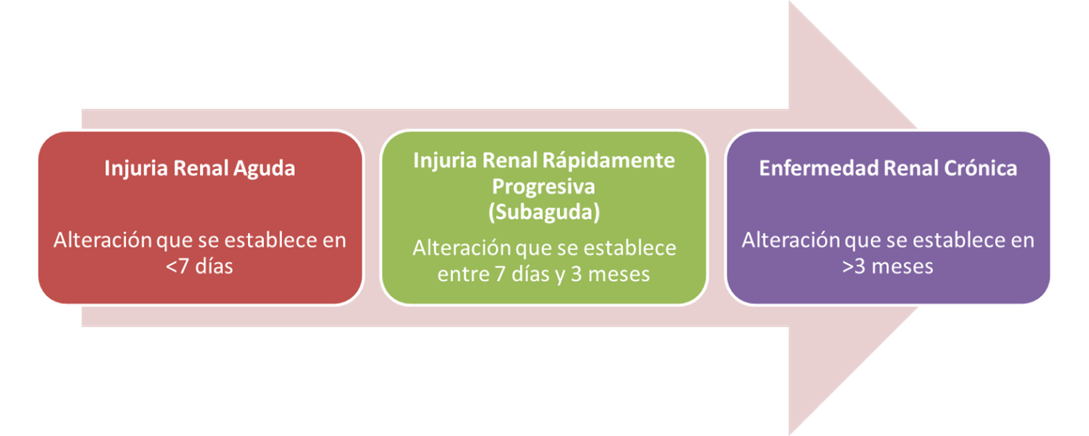 Injuria Renal Aguda
Alteración que se establece en
<7 días
Injuria Renal Rápidamente
Progresiva
(Subaguda)
Alteración que se establece
entre 7 días y 3 meses
Enfermedad Renal Crónica
Alteración que se establece en
>3 meses